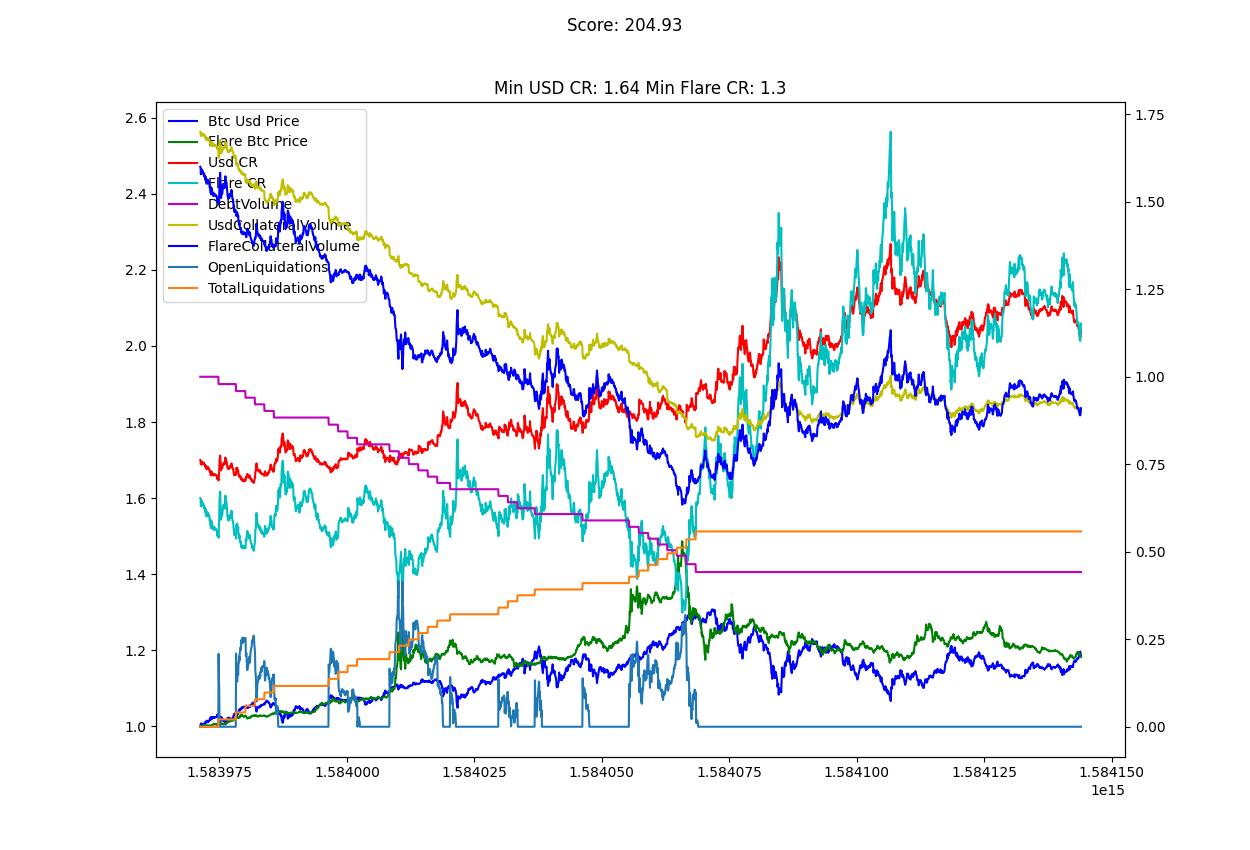 Score: 204.93
Min USD CR: 1.64 Min Flare CR: 1.3
Btc Usd Price
Flare Btc Price
Usd CR
Flare CR
DebtVolume
UsdCollateralVolume
FlareCollateralVolume
OpenLiquidations
TotalLiquidations
2.6
2.4
2.2
2.0
1.8
1.6
1.4
1.2
1.0
1.75
1.50
1.25
1.00
0.75
0.50
0.25
0.00
1.583975 1.584000 1.584025 1.584050 1.584075 1.584100 1.584125 1.584150
1e15